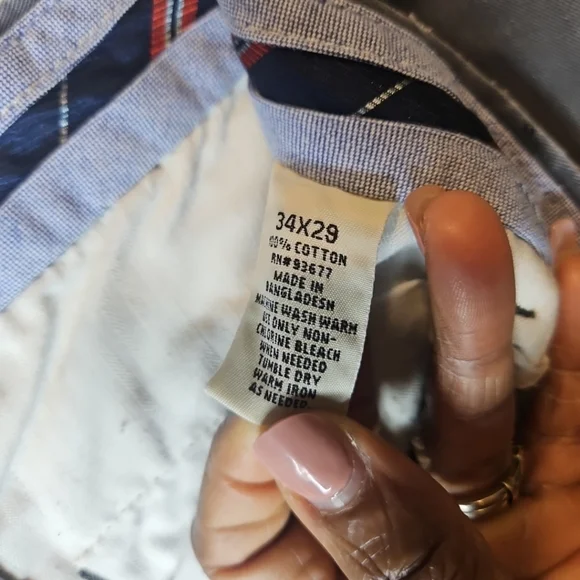 34X29
100% COTTON
RN#93677
MADE IN
BANGLADESH
MACHINE WASH WARM
USE ONLY NON-
CHLORINE BLEACH
WHEN NEEDED
TUMBLE DRY
WARM IRON
AS NEEDED